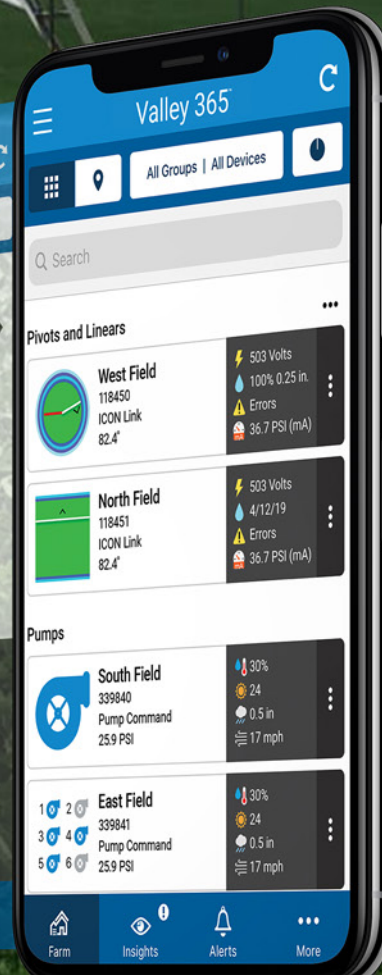 Valley 365
All Groups | All Devices
Search
Pivots and Linears
West Field
118450
ICON Link
82.4°
503 Volts
100% 0.25 in.
Errors
36.7 PSI (mA)
North Field
118451
ICON Link
82.4°
503 Volts
4/12/19
Errors
36.7 PSI (mA)
Pumps
South Field
339840
Pump Command
25.9 PSI
30%
24
0.5 in
17 mph
1 2
3 4
5 6
East Field
339841
Pump Command
25.9 PSI
30%
24
0.5 in
17 mph
Farm
Insights
Alerts
More